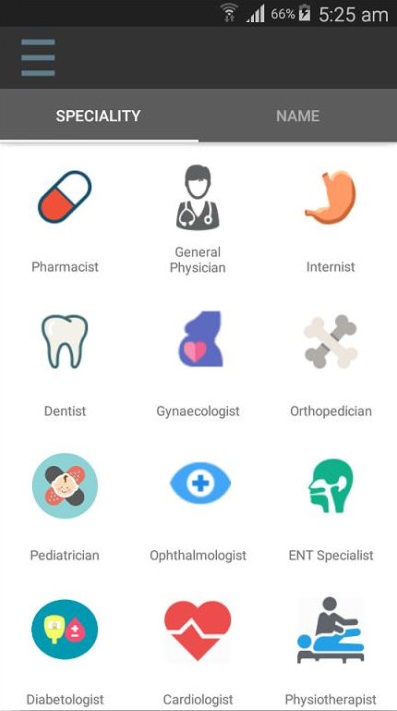 66% 5:25 am
SPECIALITY NAME
Pharmacist
General
Physician
Internist
Dentist Gynaecologist Orthopedician
Pediatrician Ophthalmologist ENT Specialist
Diabetologist Cardiologist Physiotherapist